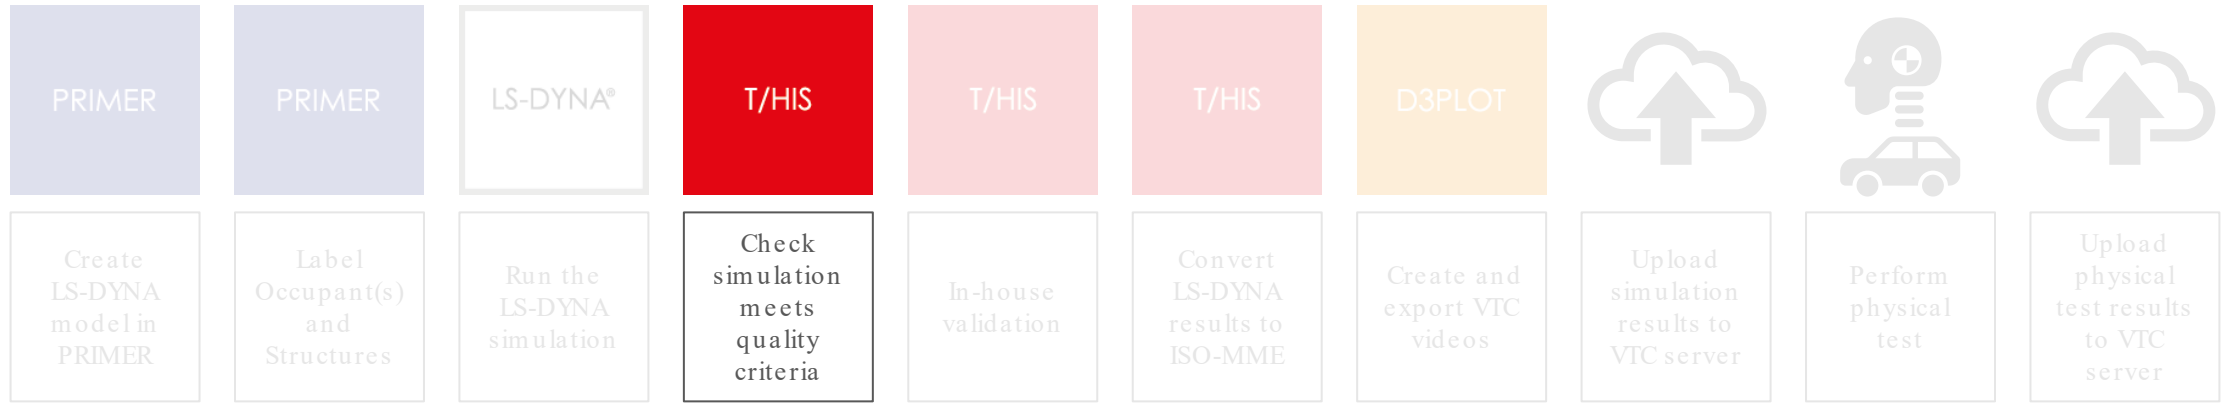 PRIMER
PRIMER
LS-DYNA®
T/HIS
T/HIS
T/HIS
D3PLOT
Create
LS-DYNA
model in
PRIMER
Label
Occupant(s)
and
Structures
Run the
LS-DYNA
simulation
Check
simulation
meets
quality
criteria
In-house
validation
Convert
LS-DYNA
results to
ISO-MME
Create and
export VTC
videos
Upload
simulation
results to
VTC server
Perform
physical
test
Upload
physical
test results
to VTC
server